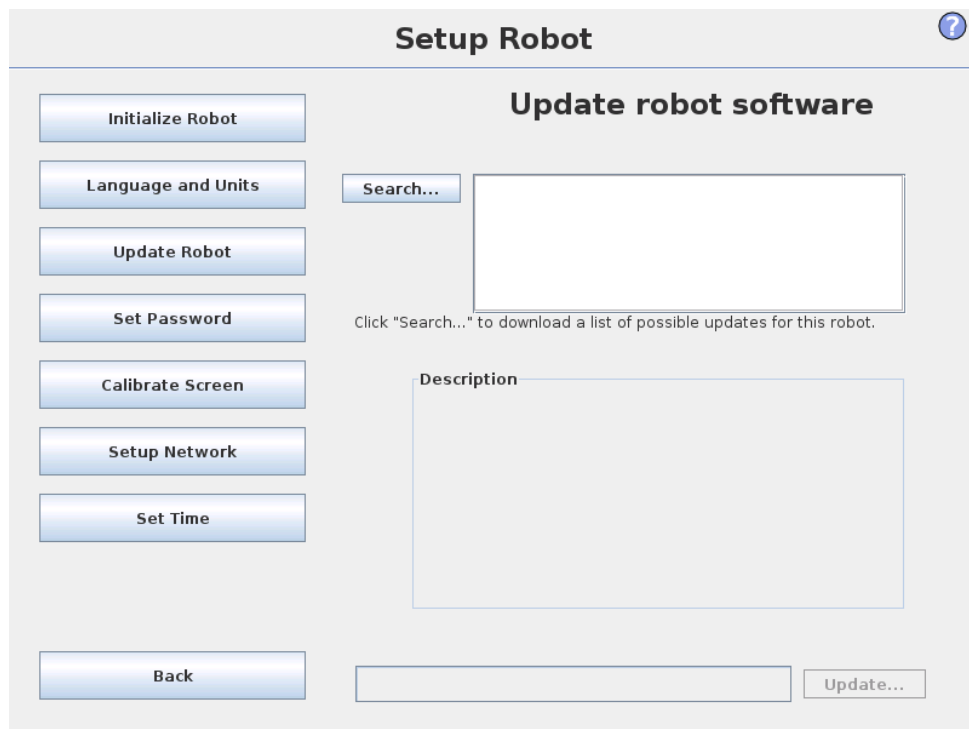 Setup Robot
?
Initialize Robot
Language and Units
Update Robot
Set Password
Calibrate Screen
Setup Network
Set Time
Back
Update robot software
Search...
Click "Search..." to download a list of possible updates for this robot.
Description
Update...